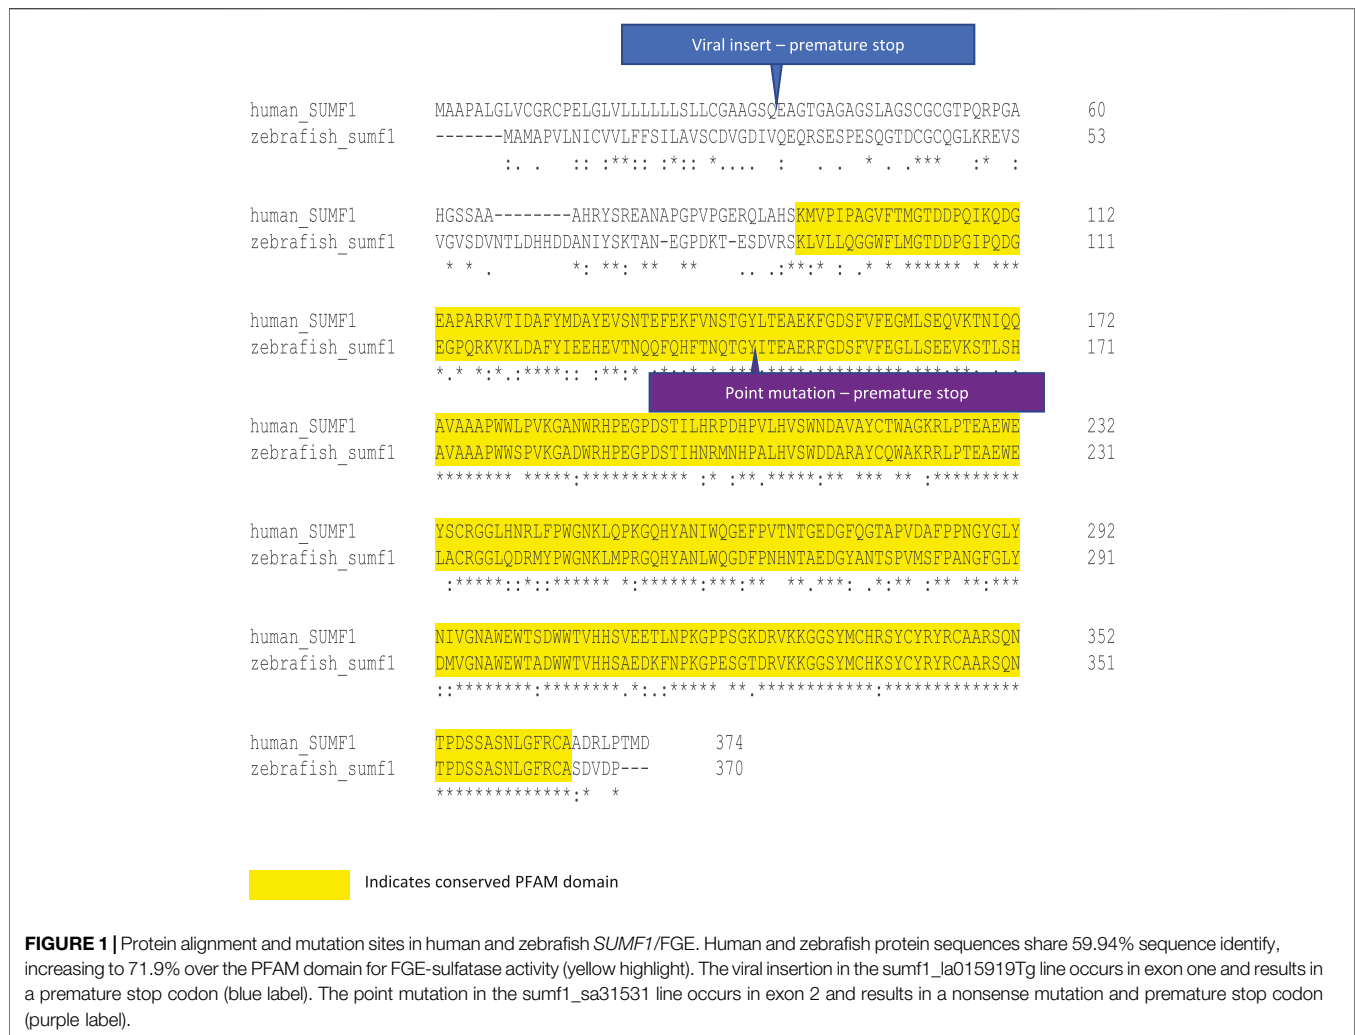 Viral insert – premature stop
human_SUMF1 MAAPALGLVCGRCPELGLVLLLLLLSLLCGAAGSQEAGTGAGAGSLAGSCGCGTPQRPGA 60
zebrafish_sumf1 -------MAMAPVLNICVVLFFSILAVSCDVGDIVQEQRSESPESQGTDCGCQGLKREVS 53
:. . :: :**:: :*:: *.... : . . * . .*** :* :
HGSSAA--------AHRYSREANAPGPVPGERQLAHSKMVPIPAGVFTMGTDDPQIKQDG 112
zebrafish_sumf1 VGVSDVNTLDHHDDANIYSKTAN-EGPDKT-ESDVRSKLVLLQGGWFLMGTDDPGIPQDG 111
* * . *: **: ** ** .. .:**:* : .* * ****** * ***
human_SUMF1 EAPARRVTIDAFYMDAYEVSNTEFEKFVNSTGYLTEAEKFGDSFVFEGMLSEQVKTNIQQ 172
zebrafish_sumf1 EGPQRKVKLDAFYIEEHEVTNQQFQHFTNQTGYITEAERFGDSFVFEGLLSEEVKSTLSH 171
Point mutation – premature stop
human_SUMF1 AVAAAPWWLPVKGANWRHPEGPDSTILHRPDHPVLHVSWNDAVAYCTWAGKRLPTEAEWE 232
zebrafish_sumf1 AVAAAPWWSPVKGADWRHPEGPDSTIHNRMNHPALHVSWDDARAYCQWAKRRLPTEAEWE 231
******** *****:*********** :* :**.*****:** *** ** :*********
human_SUMF1 YSCRGGLHNRLFPWGNKLQPKGQHYANIWQGEFPVTNTGEDGFQGTAPVDAFPPNGYGLY 292
zebrafish_sumf1 LACRGGLQDRMYPWGNKLMPRGQHYANLWQGDFPNHNTAEDGYANTSPVMSFPANGFGLY 291
:*****::*::****** *:******:***:** **.***: .*:** :** **:***
human_SUMF1 NIVGNAWEWTSDWWTVHHSVEETLNPKGPPSGKDRVKKGGSYMCHRSYCYRYRCAARSQN 352
zebrafish_sumf1 DMVGNAWEWTADWWTVHHSAEDKFNPKGPESGTDRVKKGGSYMCHKSYCYRYRCAARSQN 351
::********:********.*:.:***** **.************:**************
human_SUMF1 TPDSSASNLGFRCAADRLPTMD 374
zebrafish_sumf1 TPDSSASNLGFRCASDVDP--- 370
**************:* *
Indicates conserved PFAM domain
FIGURE 1 | Protein alignment and mutation sites in human and zebrafish SUMF1/FGE. Human and zebrafish protein sequences share 59.94% sequence identify,
increasing to 71.9% over the PFAM domain for FGE-sulfatase activity (yellow highlight). The viral insertion in the sumf1_la015919Tg line occurs in exon one and results in
a premature stop codon (blue label). The point mutation in the sumf1_sa31531 line occurs in exon 2 and results in a nonsense mutation and premature stop codon
(purple label).